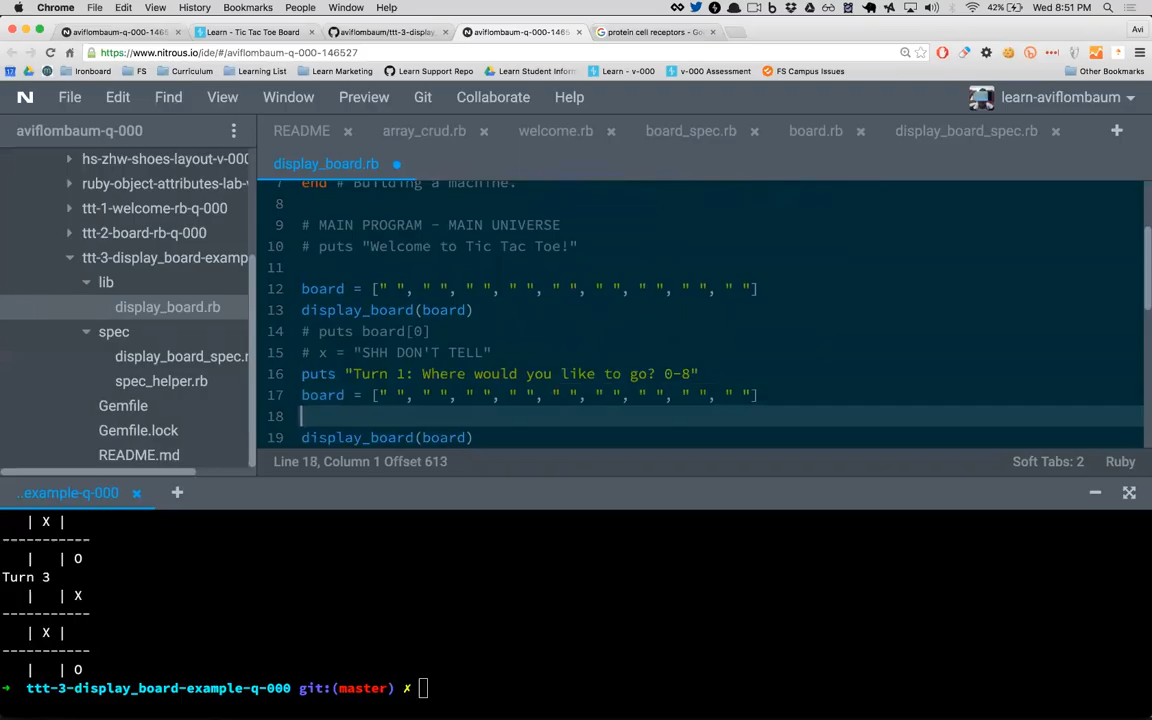 Chrome File Edit View History Bookmarks People Window Help 42% Wed 8:51 PM
aviflombaum-q-000-1465 Learn - Tic Tac Toe Board aviflombaum/ttt-3-display aviflombaum-q-000-1465 protein cell receptors - Go Avi
https://www.nitrous.io/ide/#/aviflombaum-q-000-146527
17 Ironboard FS Curriculum Learning List Learn Marketing Learn Support Repo Learn Student Inform Learn - v-000 v-000 Assessment FS Campus Issues Other Bookmarks
N File Edit Find View Window Preview Git Collaborate Help learn-aviflombaum
aviflombaum-q-000
README array_crud.rb welcome.rb board_spec.rb board.rb display_board_spec.rb
display_board.rb
hs-zhw-shoes-layout-v-000
ruby-object-attributes-lab-
ttt-1-welcome-rb-q-000
ttt-2-board-rb-q-000
ttt-3-display_board-examp
lib
display_board.rb
spec
display_board_spec.r
spec_helper.rb
Gemfile
Gemfile.lock
README.md
7 end # Building a machine.
8
9 # MAIN PROGRAM - MAIN UNIVERSE
10 # puts "Welcome to Tic Tac Toe!"
11
12 board = [" ", " ", " ", " ", " ", " ", " ", " ", " "]
13 display_board(board)
14 # puts board[0]
15 # x = "SHH DON'T TELL"
16 puts "Turn 1: Where would you like to go? 0-8"
17 board = [" ", " ", " ", " ", " ", " ", " ", " ", " "]
18
19 display_board(board)
Line 18, Column 1 Offset 613 Soft Tabs: 2 Ruby
..example-q-000
| X |
-----------
| | O
Turn 3
| | X
-----------
| X |
-----------
| | O
→ ttt-3-display_board-example-q-000 git:(master) ✗